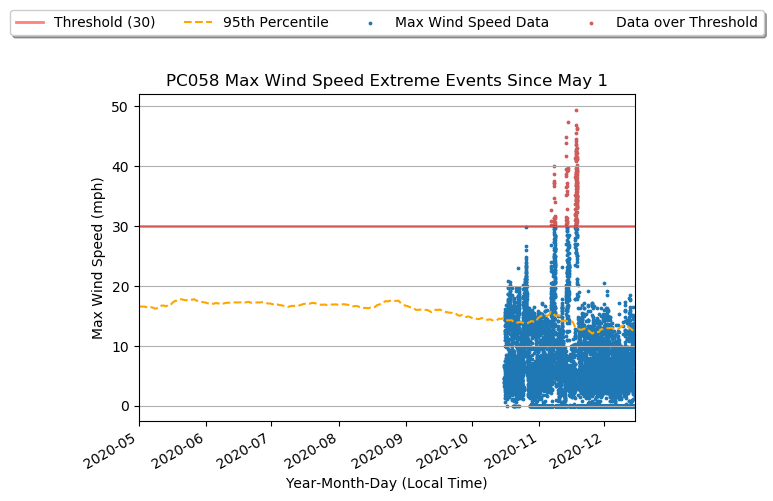 Threshold (30) 95th Percentile Max Wind Speed Data Data over Threshold
PC058 Max Wind Speed Extreme Events Since May 1
50
40
30
20
10
0
Max Wind Speed (mph)
2020-05 2020-06 2020-07 2020-08 2020-09 2020-10 2020-11 2020-12
Year-Month-Day (Local Time)